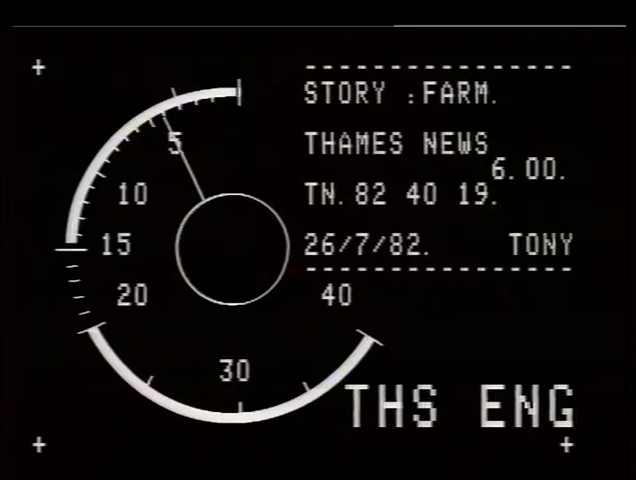 STORY :FARM.
THAMES NEWS
6.00.
TN.82 40 19.
26/7/82. TONY
5
10
15
20
30
40
THS ENG